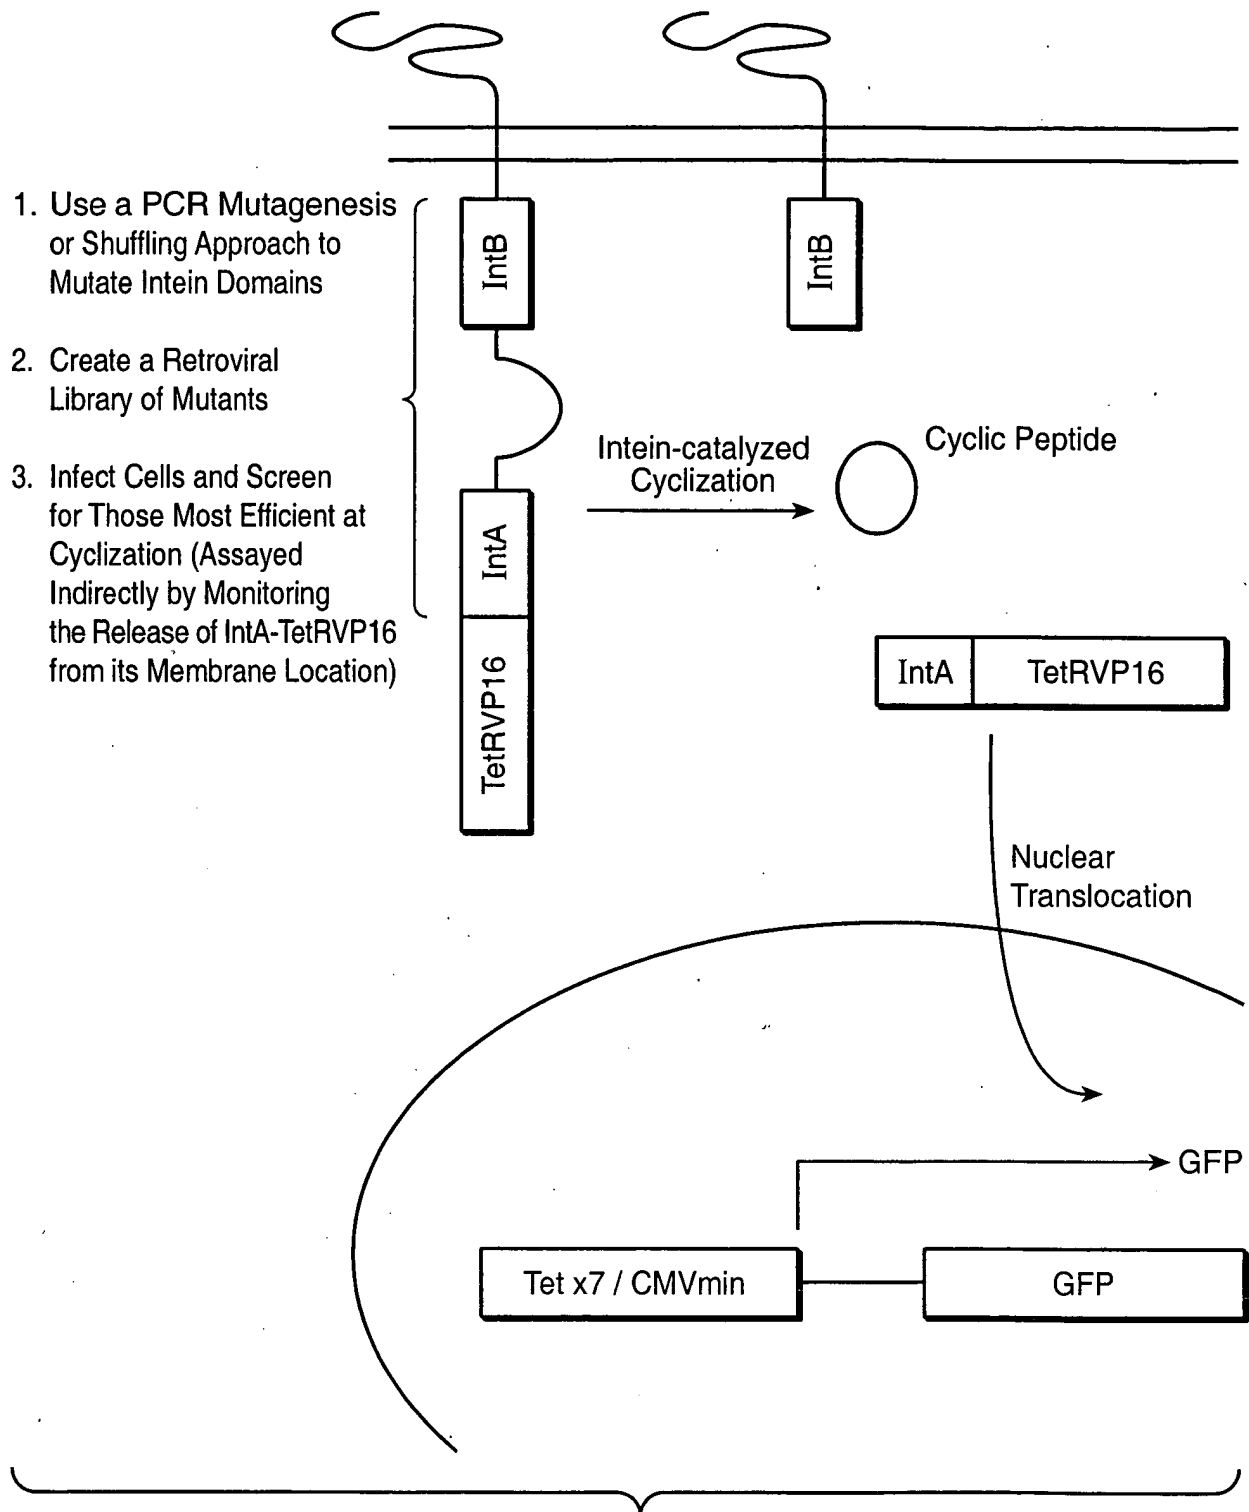 1. Use a PCR Mutagenesis
or Shuffling Approach to
Mutate Intein Domains
2. Create a Retroviral
Library of Mutants
3. Infect Cells and Screen
for Those Most Efficient at
Cyclization (Assayed
Indirectly by Monitoring
the Release of IntA-TetRVP16
from its Membrane Location)
IntB
IntA
TetRVP16
IntB
Intein-catalyzed
Cyclization
Cyclic Peptide
IntA
TetRVP16
Nuclear
Translocation
GFP
Tet x7 / CMVmin
GFP